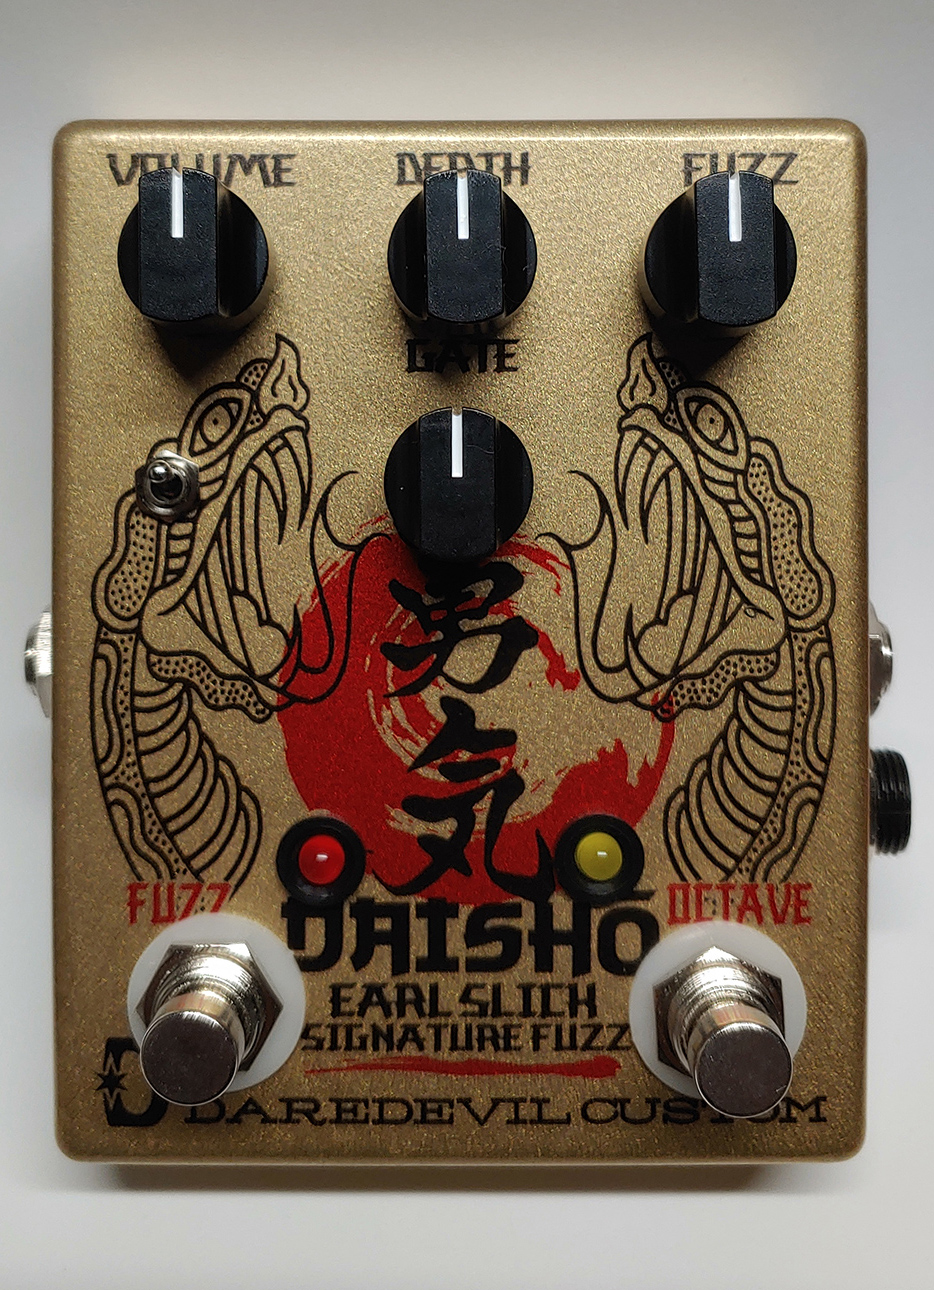 VOLUME DEPTH FUZZ
GATE
男
気
FUZZ OCTAVE
DAISHŌ
EARL SLICK
SIGNATURE FUZZ
D DAREDEVIL CUSTOM